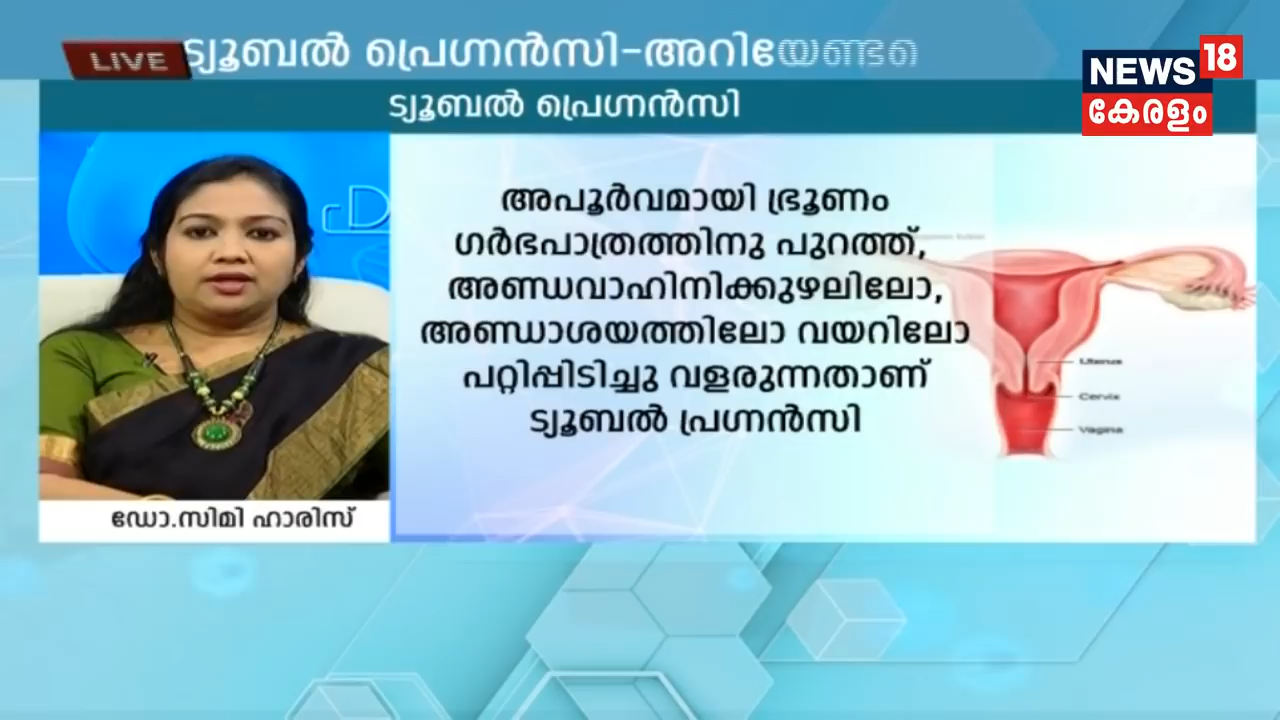 LIVE
ട്യൂബൽ പ്രെഗ്നൻസി-അറിയേണ്ടവ
NEWS 18
കേരളം
ട്യൂബൽ പ്രെഗ്നൻസി
അപൂർവമായി ഭ്രൂണം
ഗർഭപാത്രത്തിനു പുറത്ത്,
അണ്ഡവാഹിനിക്കുഴലിലോ,
അണ്ഡാശയത്തിലോ വയറിലോ
പറ്റിപ്പിടിച്ചു വളരുന്നതാണ്
ട്യൂബൽ പ്രഗ്നൻസി
Uterus
Cervix
Vagina
ഡോ.സിമി ഹാരിസ്